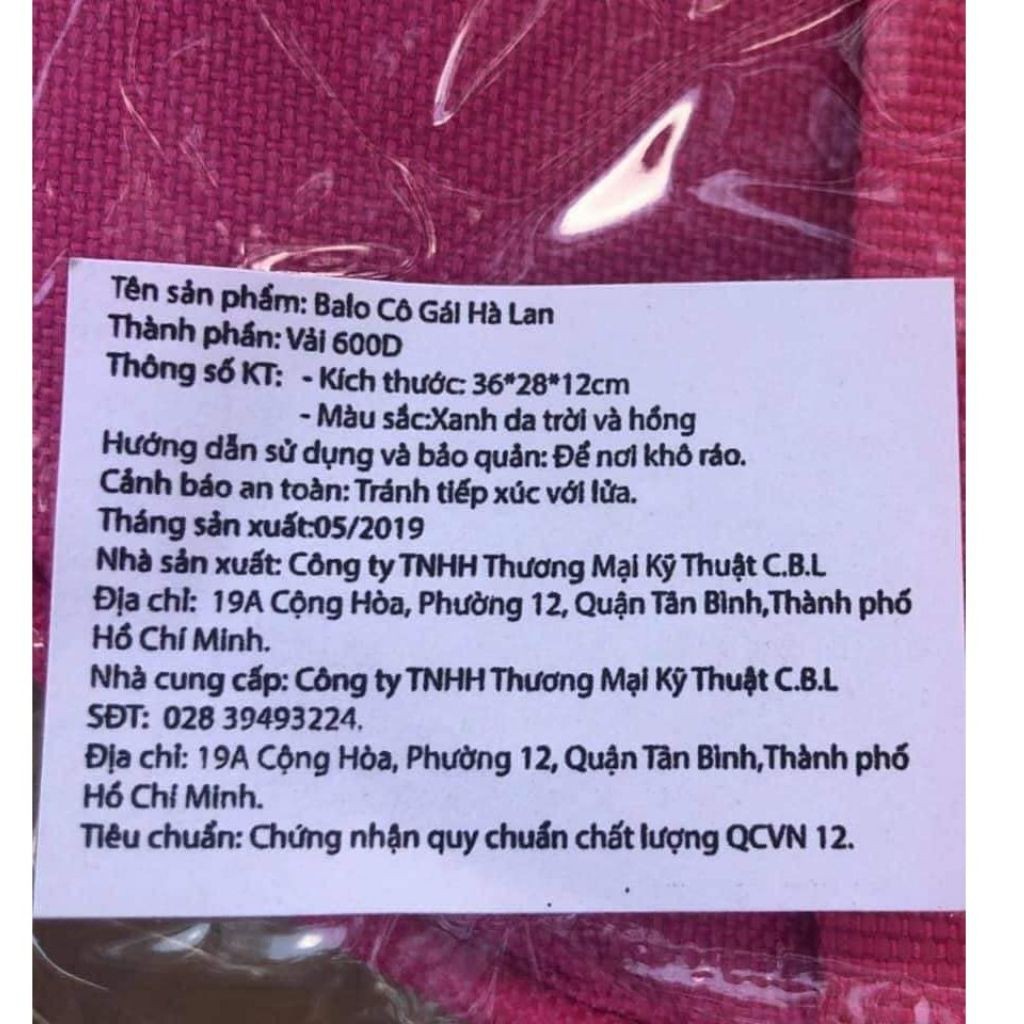 Tên sản phẩm: Balo Cô Gái Hà Lan
Thành phần: Vải 600D
Thông số KT: - Kích thước: 36*28*12cm
- Màu sắc:Xanh da trời và hồng
Hướng dẫn sử dụng và bảo quản: Để nơi khô ráo.
Cảnh báo an toàn: Tránh tiếp xúc với lửa.
Tháng sản xuất:05/2019
Nhà sản xuất: Công ty TNHH Thương Mại Kỹ Thuật C.B.L
Địa chỉ: 19A Cộng Hòa, Phường 12, Quận Tân Bình,Thành phố
Hồ Chí Minh.
Nhà cung cấp: Công ty TNHH Thương Mại Kỹ Thuật C.B.L
SĐT: 028 39493224.
Địa chỉ: 19A Cộng Hòa, Phường 12, Quận Tân Bình,Thành phố
Hồ Chí Minh.
Tiêu chuẩn: Chứng nhận quy chuẩn chất lượng QCVN 12.